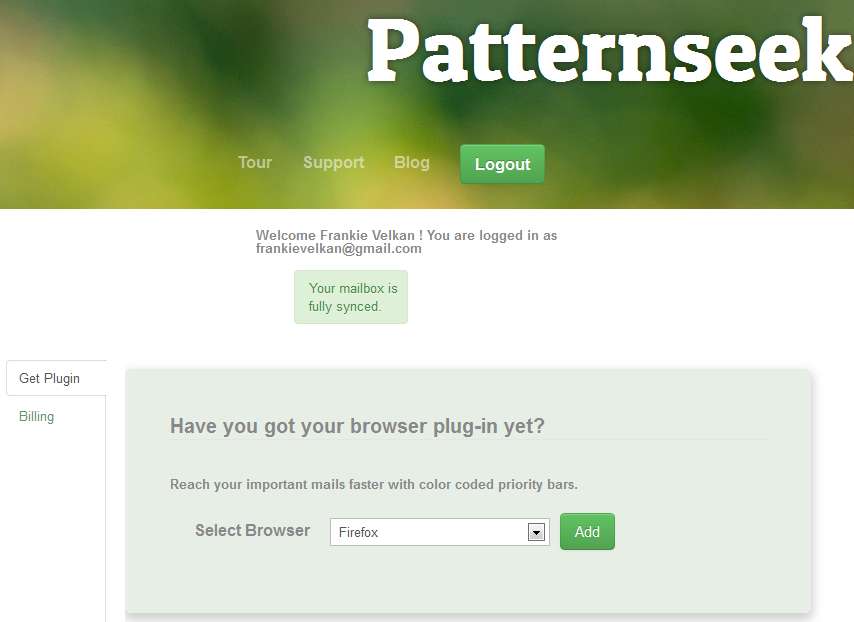 Patternseek
Tour Support Blog Logout
Welcome Frankie Velkan ! You are logged in as
frankievelkan@gmail.com
Your mailbox is
fully synced.
Get Plugin
Billing
Have you got your browser plug-in yet?
Reach your important mails faster with color coded priority bars.
Select Browser Firefox Add